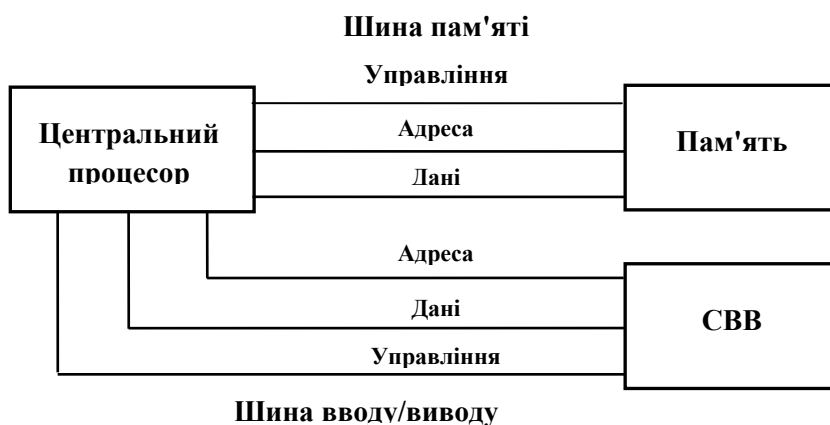 Шина пам'яті
Управління
Центральний
процесор
Адреса
Дані
Пам'ять
Адреса
Дані
Управління
СВВ
Шина вводу/виводу